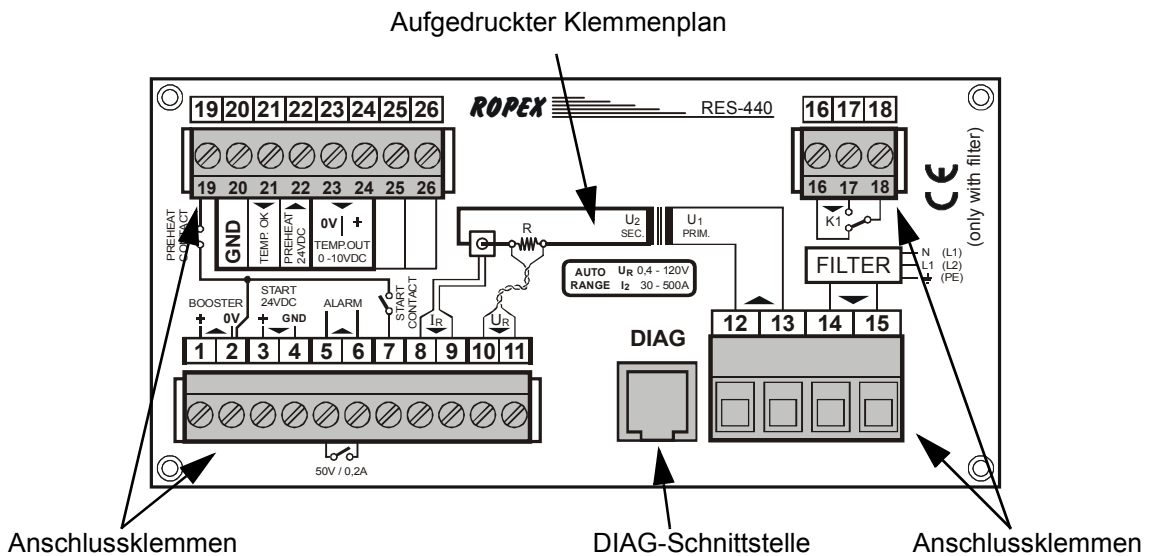 Aufgedruckter Klemmenplan
19 20 21 22 23 24 25 26
ROPEX
RES-440
16 17 18
19 20 21 22 23 24 25 26
16 17 18
(only with filter)
CE
PREHEAT
CONTACT
GND
TEMP. OK
PREHEAT
24VDC
0V +
TEMP.OUT
0 -10VDC
R
U2
SEC.
U1
PRIM.
K1
FILTER
N (L1)
L1 (L2)
(PE)
AUTO UR 0,4 - 120V
RANGE I2 30 - 500A
BOOSTER
+ 0V
START
24VDC
+ GND
ALARM
START
CONTACT
IR
UR
1 2 3 4 5 6 7 8 9 10 11
DIAG
12 13 14 15
50V / 0,2A
Anschlussklemmen
DIAG-Schnittstelle
Anschlussklemmen